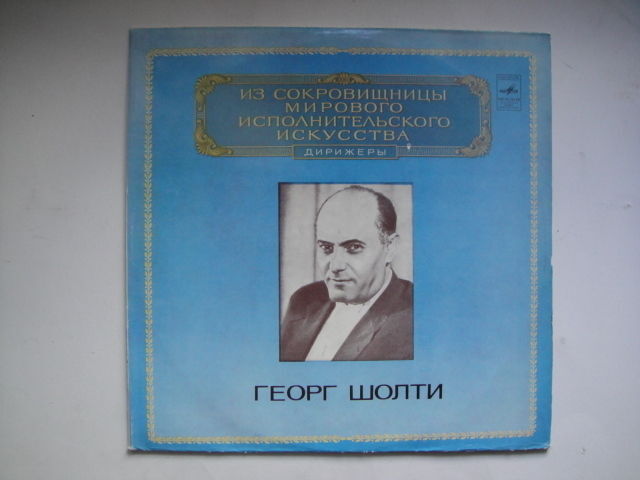 ИЗ СОКРОВИЩНИЦЫ
МИРОВОГО
ИСПОЛНИТЕЛЬСКОГО
ИСКУССТВА
ДИРИЖЕРЫ
ГЕОРГ ШОЛТИ